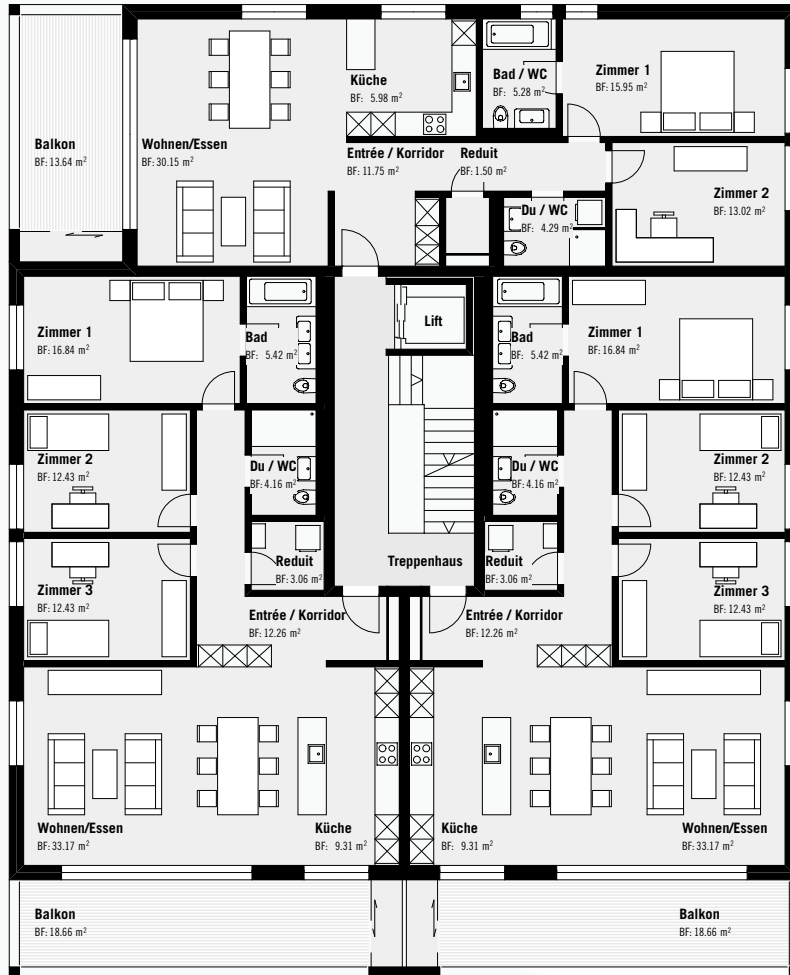 Küche
BF: 5.98 m²
Bad / WC
BF: 5.28 m²
Zimmer 1
BF: 15.95 m²
Balkon
BF: 13.64 m²
Wohnen/Essen
BF: 30.15 m²
Entrée / Korridor
BF: 11.75 m²
Reduit
BF: 1.50 m²
Zimmer 2
BF: 13.02 m²
Du / WC
BF: 4.29 m²
Zimmer 1
BF: 16.84 m²
Bad
BF: 5.42 m²
Lift
Bad
BF: 5.42 m²
Zimmer 1
BF: 16.84 m²
Zimmer 2
BF: 12.43 m²
Du / WC
BF: 4.16 m²
Du / WC
BF: 4.16 m²
Zimmer 2
BF: 12.43 m²
Zimmer 3
BF: 12.43 m²
Reduit
BF: 3.06 m²
Treppenhaus
Reduit
BF: 3.06 m²
Zimmer 3
BF: 12.43 m²
Entrée / Korridor
BF: 12.26 m²
Entrée / Korridor
BF: 12.26 m²
Wohnen/Essen
BF: 33.17 m²
Küche
BF: 9.31 m²
Küche
BF: 9.31 m²
Wohnen/Essen
BF: 33.17 m²
Balkon
BF: 18.66 m²
Balkon
BF: 18.66 m²